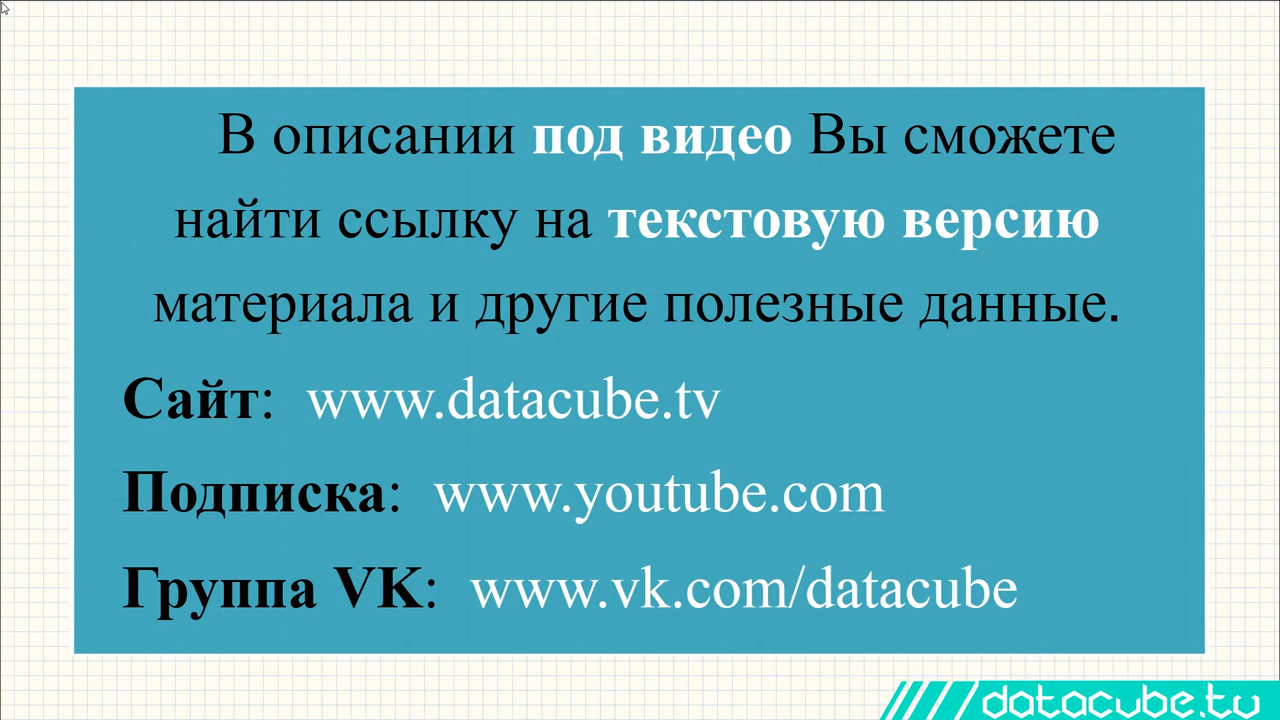 В описании под видео Вы сможете
найти ссылку на текстовую версию
материала и другие полезные данные.
Сайт: www.datacube.tv
Подписка: www.youtube.com
Группа VK: www.vk.com/datacube
datacube.tv